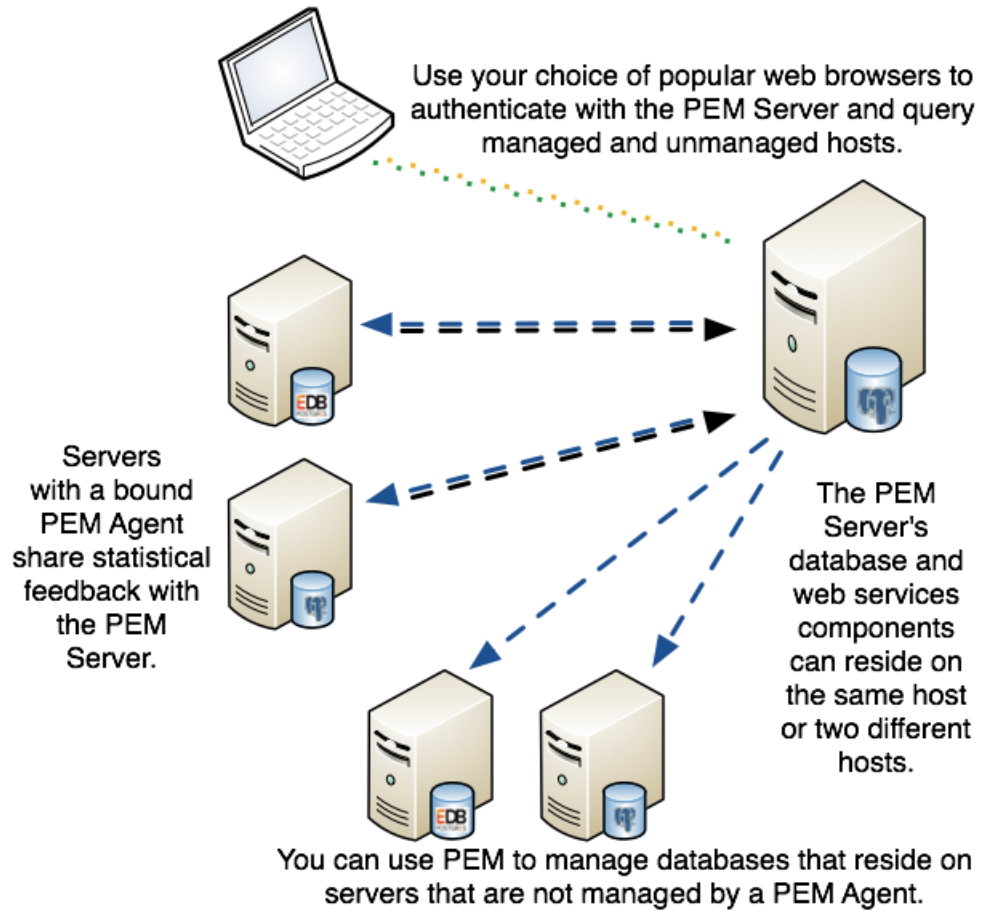 Use your choice of popular web browsers to
authenticate with the PEM Server and query
managed and unmanaged hosts.
EDB
POSTGRES
Servers
with a bound
PEM Agent
share statistical
feedback with
the PEM
Server.
The PEM
Server's
database and
web services
components
can reside on
the same host
or two different
hosts.
EDB
POSTGRES
You can use PEM to manage databases that reside on
servers that are not managed by a PEM Agent.